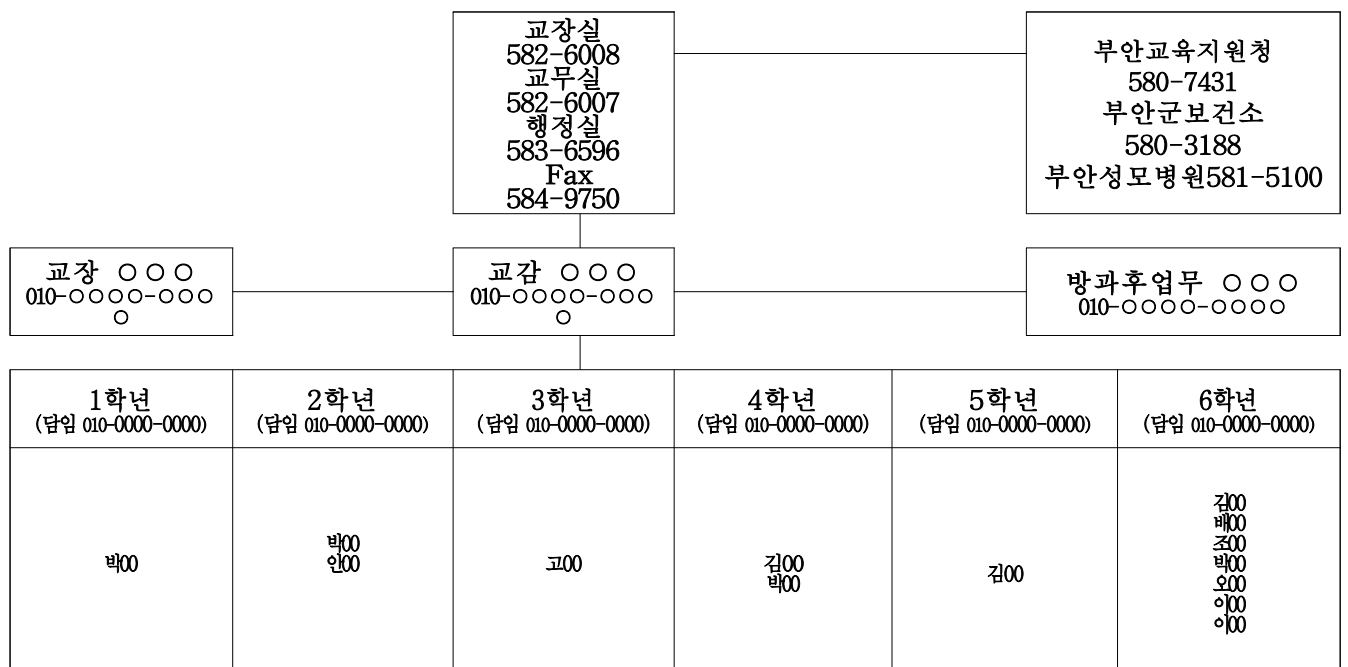 교장실
582-6008
교무실
582-6007
행정실
583-6596
Fax
584-9750
부안교육지원청
580-7431
부안군보건소
580-3188
부안성모병원581-5100
교장 ○○○
010-○○○○-○○○
○
교감 ○○○
010-○○○○-○○○
○
방과후업무 ○○○
010-○○○○-○○○○
1학년
(담임 010-0000-0000)
2학년
(담임 010-0000-0000)
3학년
(담임 010-0000-0000)
4학년
(담임 010-0000-0000)
5학년
(담임 010-0000-0000)
6학년
(담임 010-0000-0000)
박00
박00
안00
고00
김00
박00
김00
김00
배00
조00
박00
오00
이00
이00